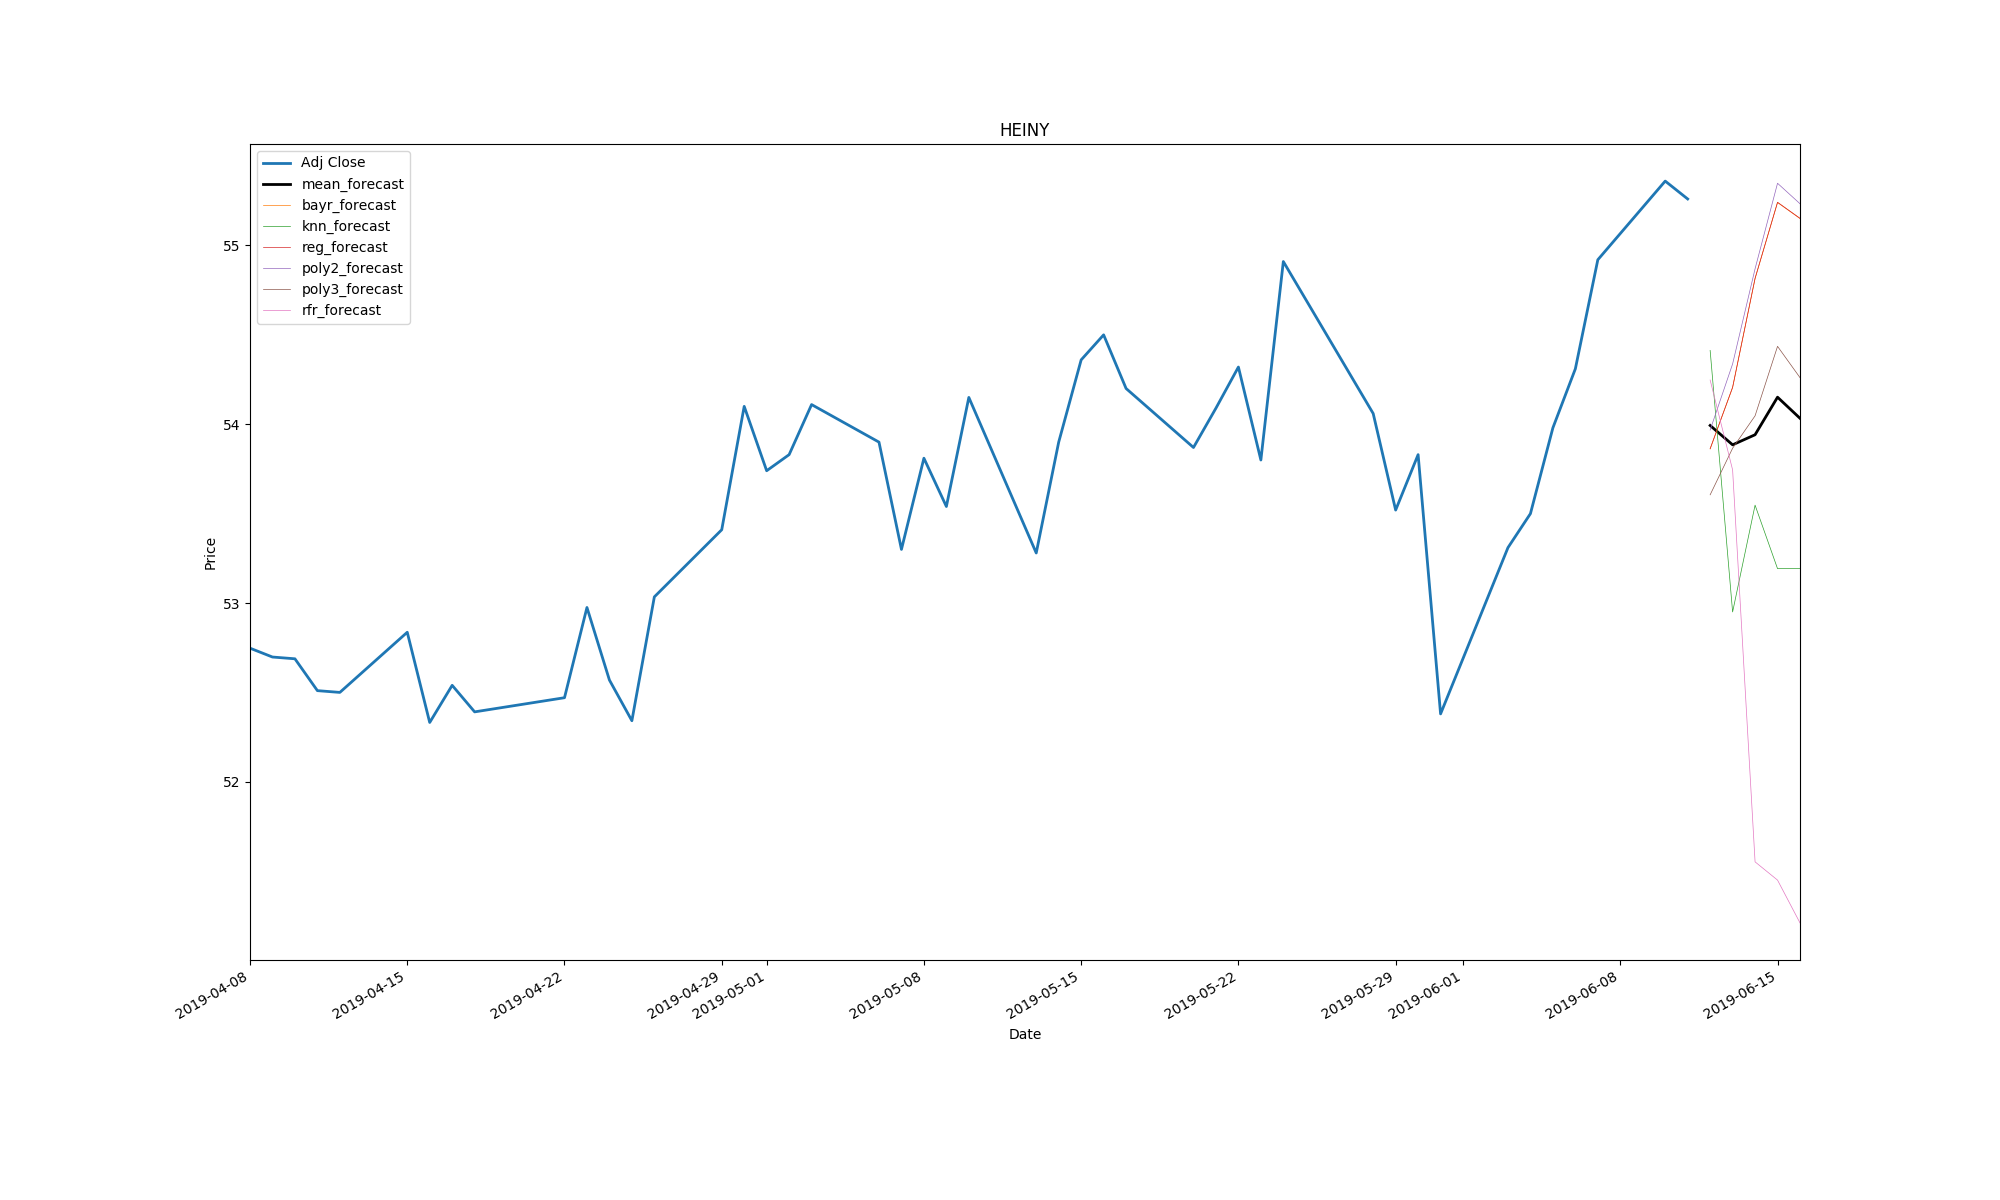 HEINY
Adj Close
mean_forecast
bayr_forecast
knn_forecast
reg_forecast
poly2_forecast
poly3_forecast
rfr_forecast
Price
55
54
53
52
2019-04-08
2019-04-15
2019-04-22
2019-04-29
2019-05-01
2019-05-08
2019-05-15
2019-05-22
2019-05-29
2019-06-01
2019-06-08
2019-06-15
Date